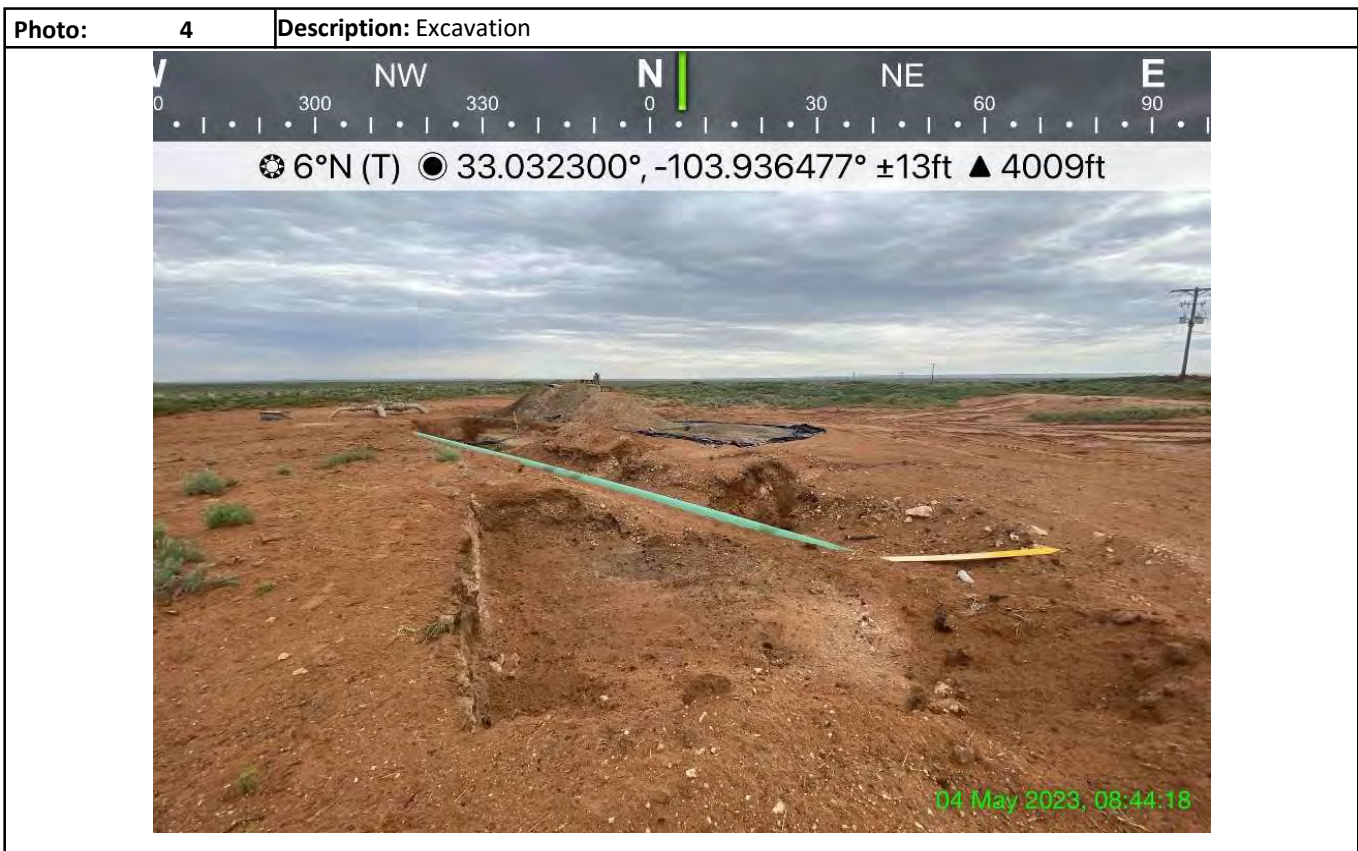 Photo: 4 Description: Excavation
NW N NE E
300 330 0 30 60 90
6°N (T) 33.032300°, -103.936477° ±13ft ▲ 4009ft
04 May 2023, 08:44:18